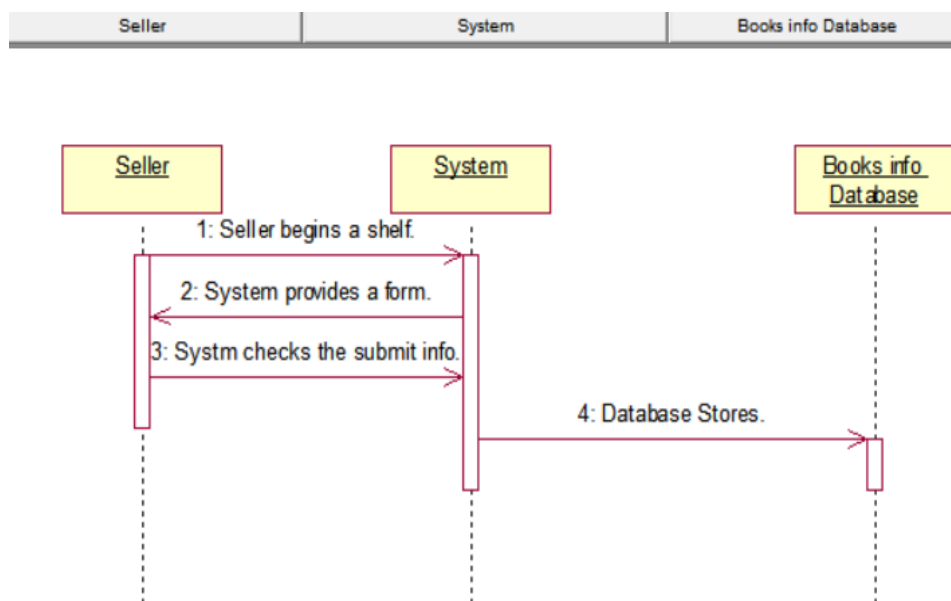 Seller System Books info Database
Seller System Books info
Database
1: Seller begins a shelf.
2: System provides a form.
3: Systm checks the submit info.
4: Database Stores.